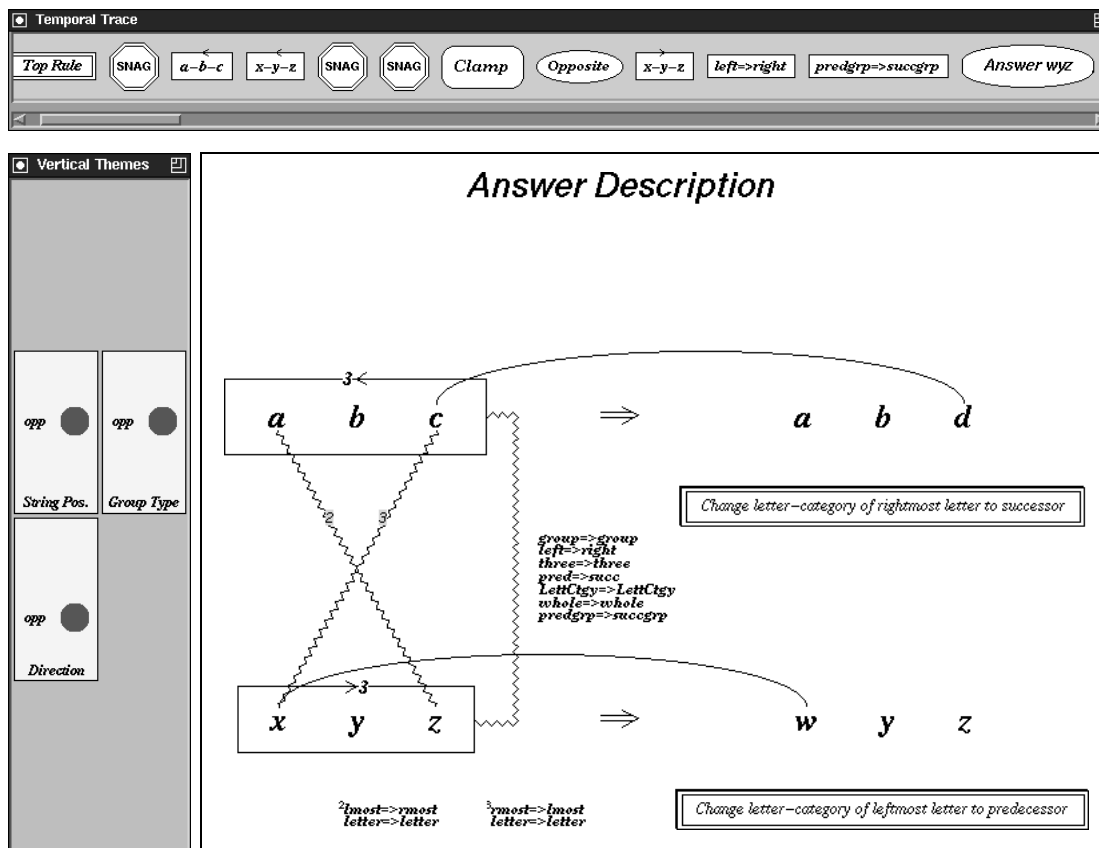 Temporal Trace
Top Rule SNAG a-b-c x-y-z SNAG SNAG Clamp Opposite x-y-z left=>right predgrp=>succgrp Answer wyz
Vertical Themes
Answer Description
opp opp
String Pos. Group Type
opp
Direction
3
a b c ⇒ a b d
Change letter-category of rightmost letter to successor
2 3
group=>group
left=>right
three=>three
pred=>succ
LettCtgy=>LettCtgy
whole=>whole
predgrp=>succgrp
3
x y z ⇒ w y z
2lmost=>rmost 3rmost=>lmost
letter=>letter letter=>letter
Change letter-category of leftmost letter to predecessor